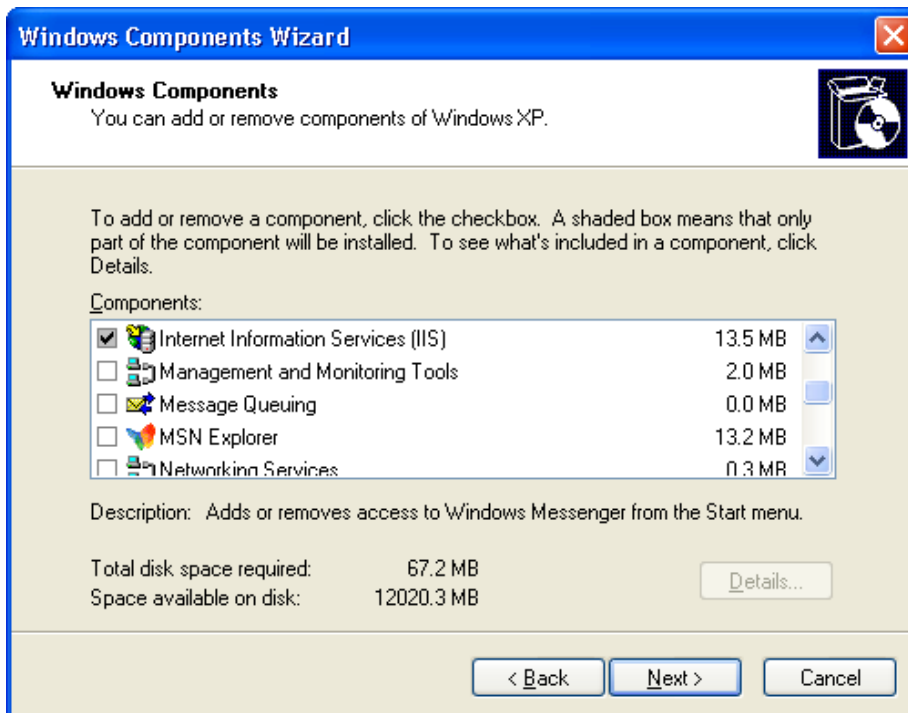 Windows Components Wizard
Windows Components
You can add or remove components of Windows XP.
To add or remove a component, click the checkbox. A shaded box means that only
part of the component will be installed. To see what's included in a component, click
Details.
Components:
Internet Information Services (IIS) 13.5 MB
Management and Monitoring Tools 2.0 MB
Message Queuing 0.0 MB
MSN Explorer 13.2 MB
Networking Services 0.3 MB
Description: Adds or removes access to Windows Messenger from the Start menu.
Total disk space required: 67.2 MB
Space available on disk: 12020.3 MB
Details...
< Back Next > Cancel